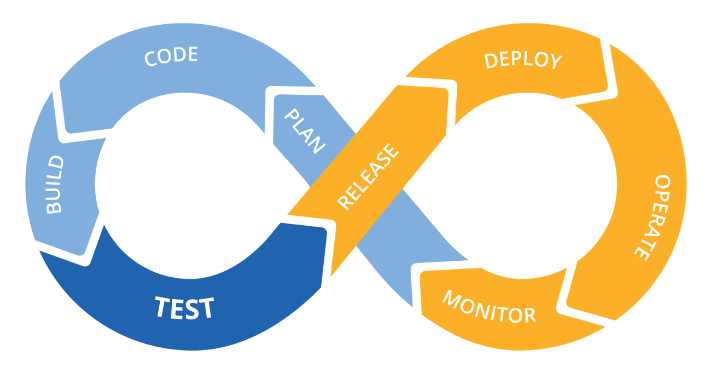 PLAN
CODE
BUILD
TEST
RELEASE
DEPLOY
OPERATE
MONITOR